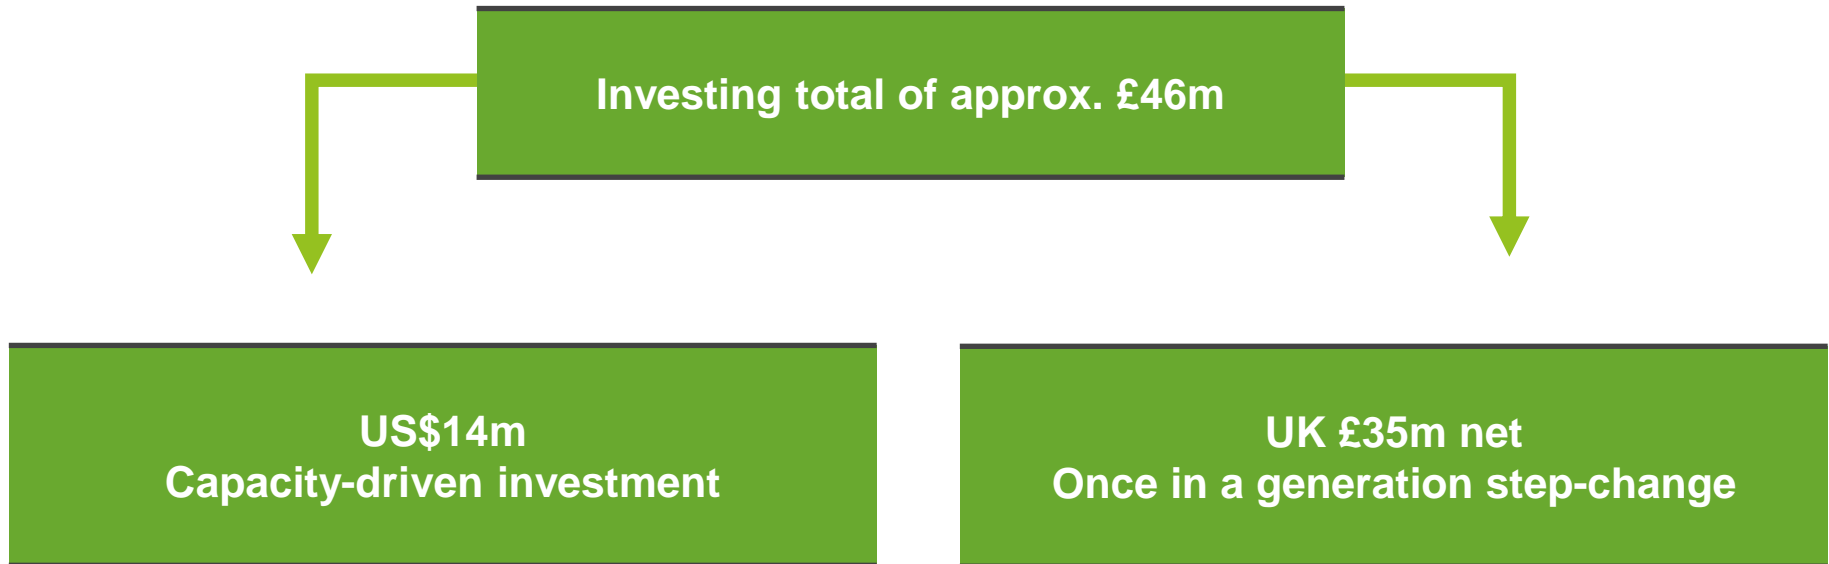 Investing total of approx. £46m
US$14m
Capacity-driven investment
UK £35m net
Once in a generation step-change